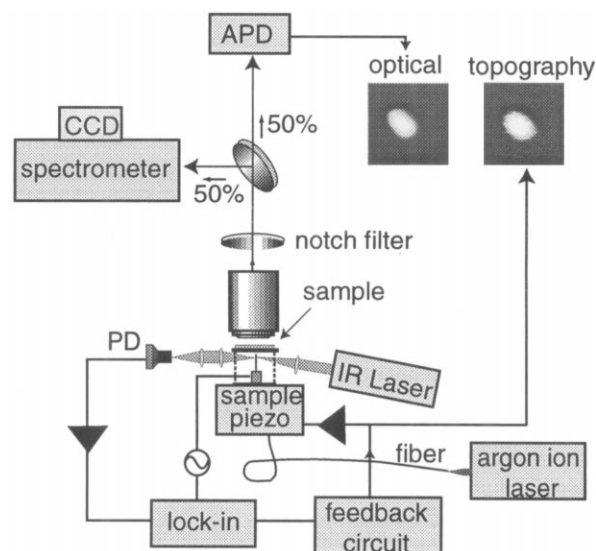 APD
optical
topography
CCD
spectrometer
50%
50%
notch filter
sample
PD
IR Laser
sample
piezo
fiber
argon ion
laser
lock-in
feedback
circuit